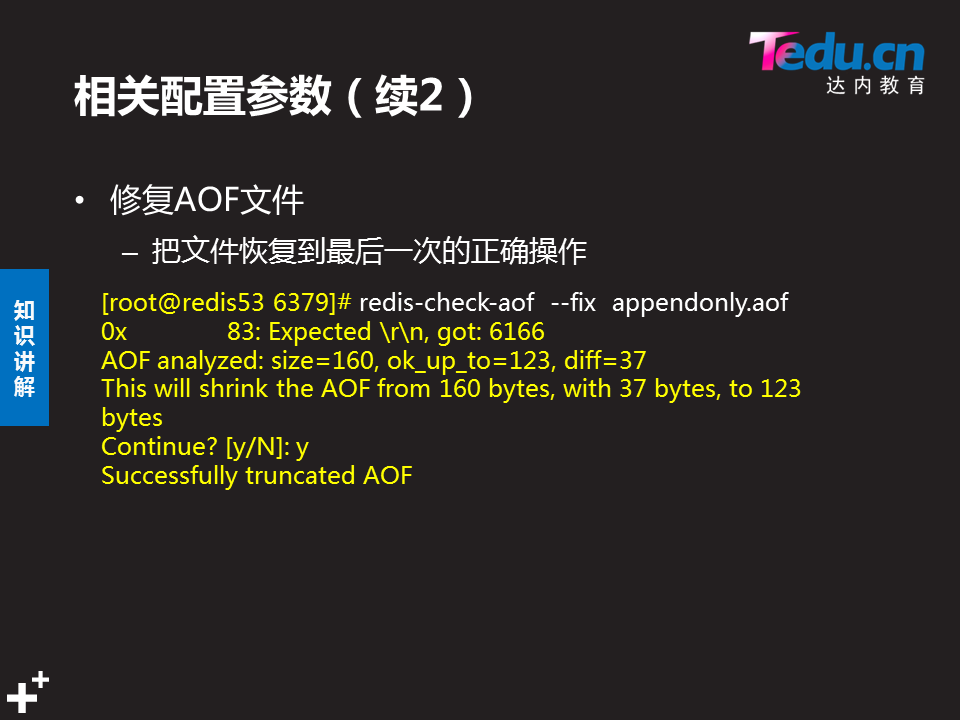 Tedu.cn
达内教育
相关配置参数（续2）
• 修复AOF文件
– 把文件恢复到最后一次的正确操作
知
识
讲
解
[root@redis53 6379]# redis-check-aof --fix appendonly.aof
0x 83: Expected \r\n, got: 6166
AOF analyzed: size=160, ok_up_to=123, diff=37
This will shrink the AOF from 160 bytes, with 37 bytes, to 123
bytes
Continue? [y/N]: y
Successfully truncated AOF